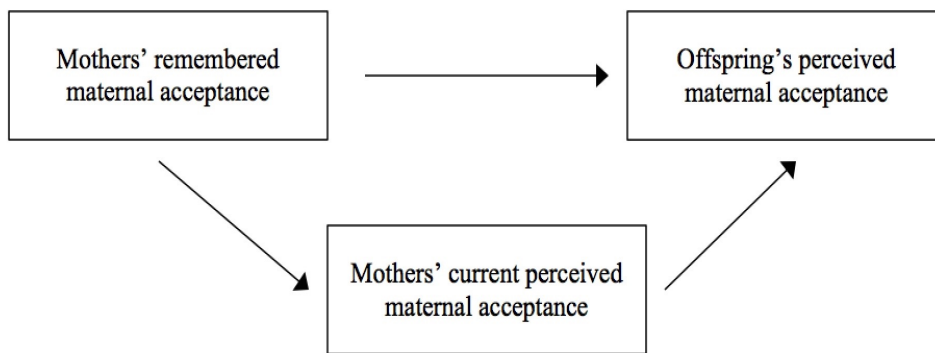 Mothers’ remembered
maternal acceptance
Offspring’s perceived
maternal acceptance
Mothers’ current perceived
maternal acceptance